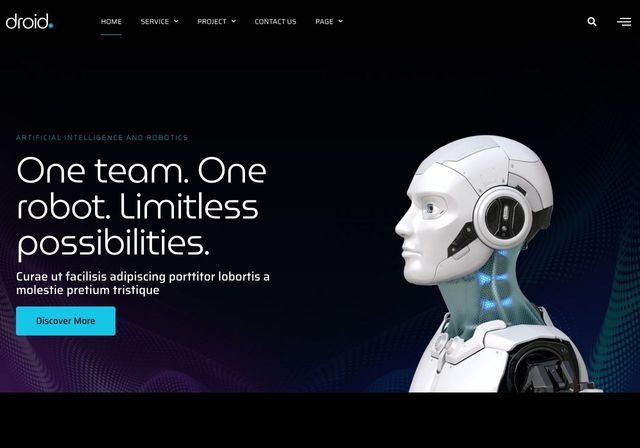 droid.
HOME SERVICE PROJECT CONTACT US PAGE
ARTIFICIAL INTELLIGENCE AND ROBOTICS
One team. One
robot. Limitless
possibilities.
Curae ut facilisis adipiscing porttitor lobortis a
molestie pretium tristique
Discover More